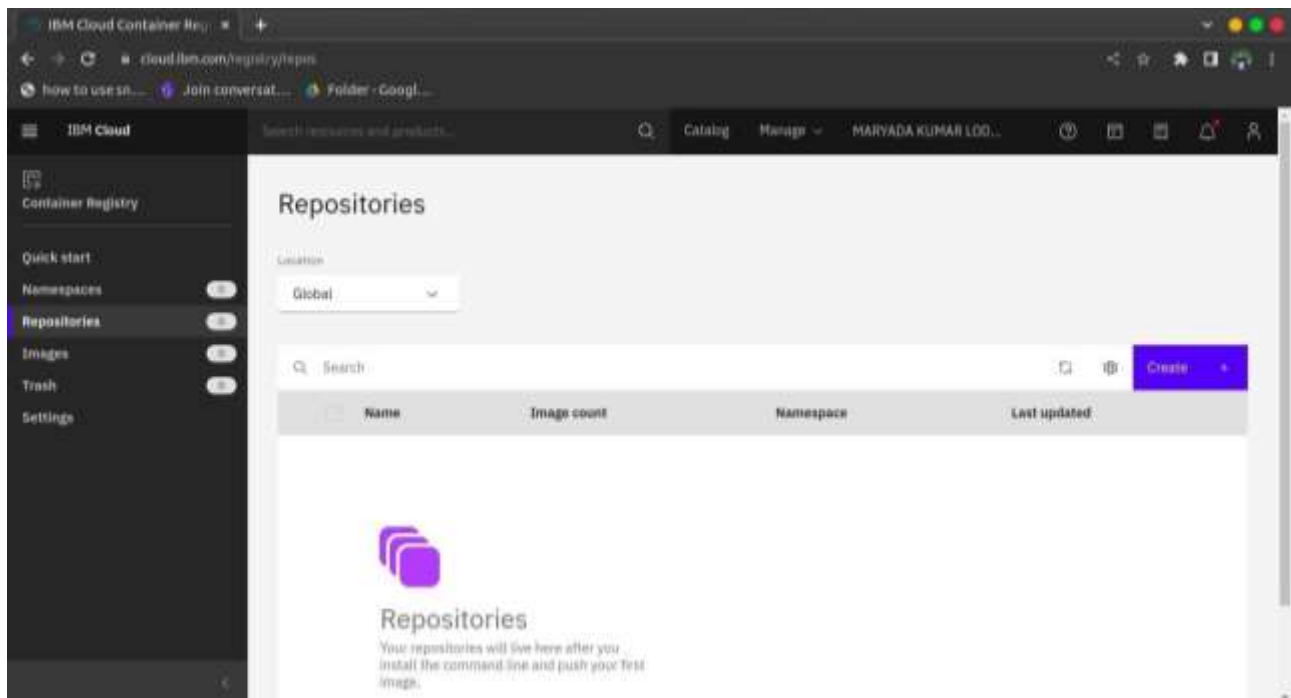 IBM Cloud Container Reg
cloud.ibm.com/registry/repos
how to use sn... Join conversat... Folder - Googl...
IBM Cloud
Search resources and products...
Catalog
Manage
MARYADA KUMAR LOD...
Container Registry
Quick start
Namespaces
Repositories
Images
Trash
Settings
Repositories
Location
Global
Search
Create +
Name Image count Namespace Last updated
Repositories
Your repositories will live here after you
install the command line and push your first
image.